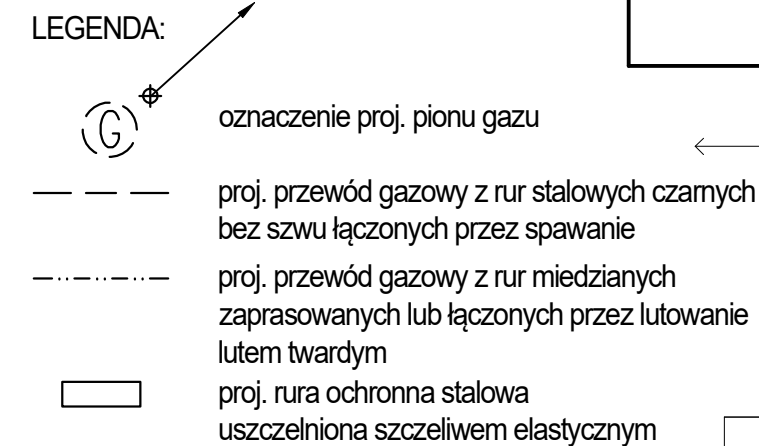 LEGENDA:
G
oznaczenie proj. pionu gazu
proj. przewód gazowy z rur stalowych czarnych
bez szwu łączonych przez spawanie
proj. przewód gazowy z rur miedzianych
zaprasowanych lub łączonych przez lutowanie
lutem twardym
proj. rura ochronna stalowa
uszczelniona szczeliwem elastycznym